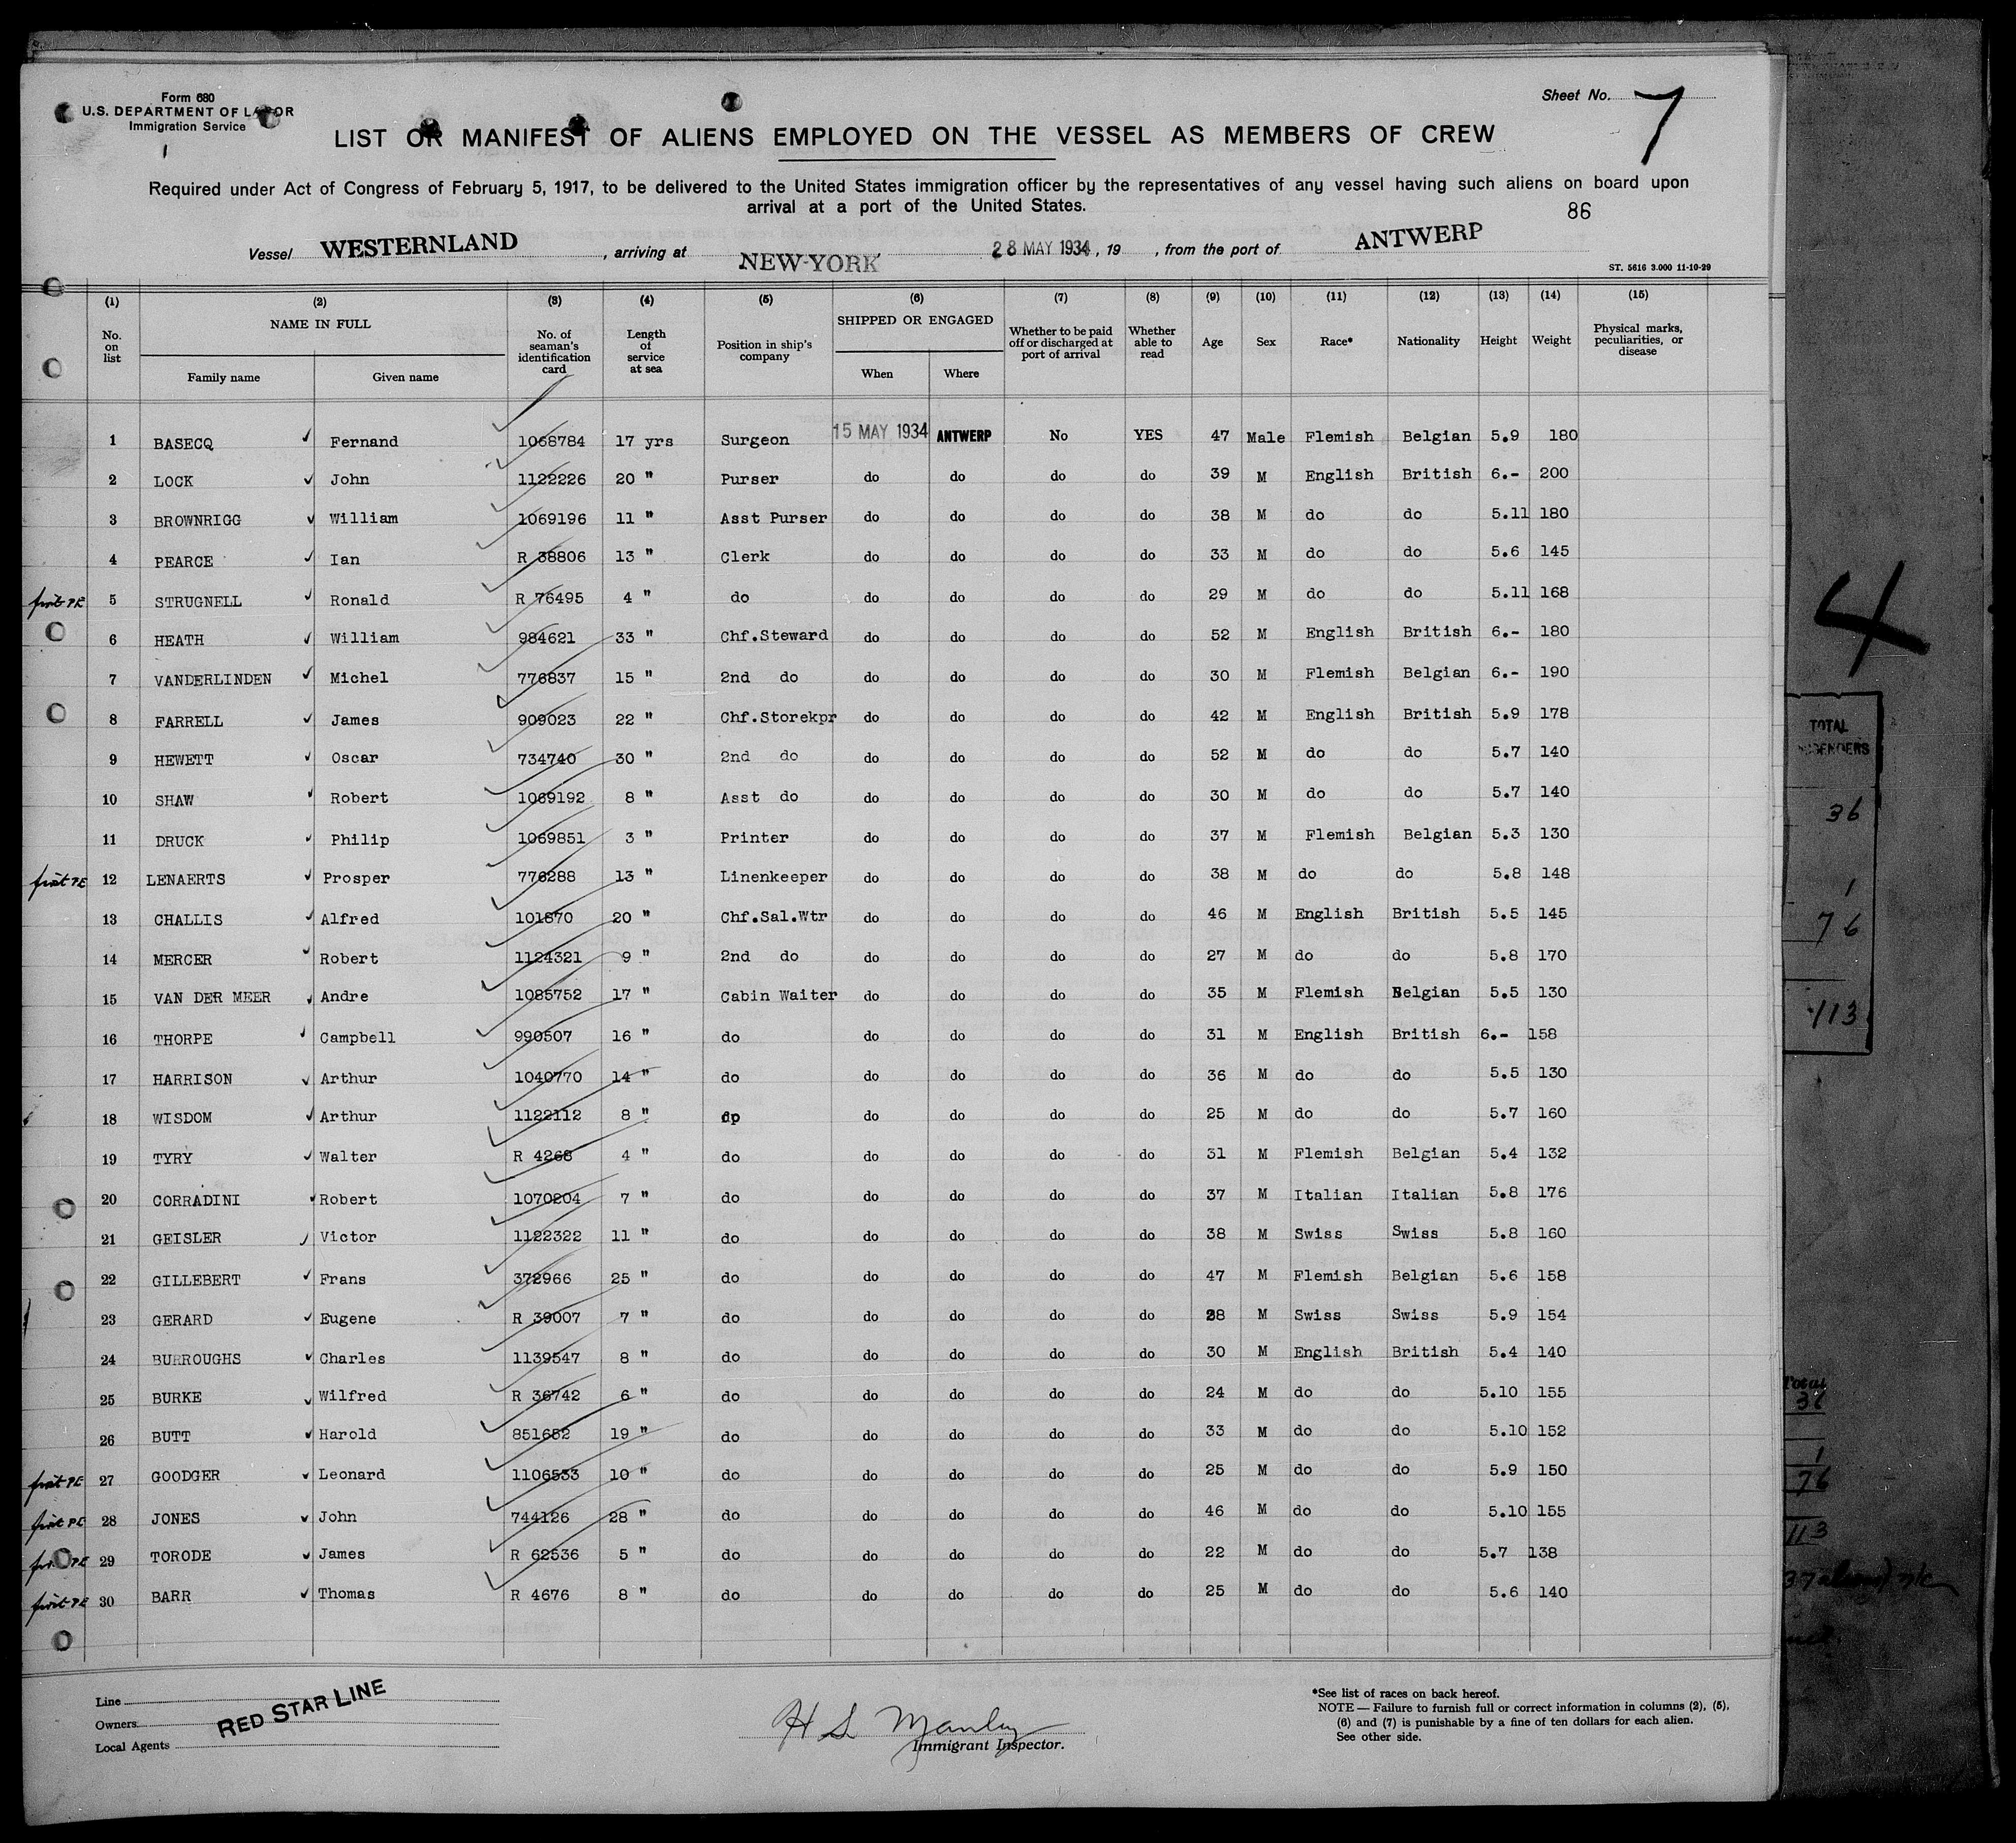 Form 680
U.S. DEPARTMENT OF LABOR
Immigration Service
Sheet No. 7
LIST OR MANIFEST OF ALIENS EMPLOYED ON THE VESSEL AS MEMBERS OF CREW
Required under Act of Congress of February 5, 1917, to be delivered to the United States immigration officer by the representatives of any vessel having such aliens on board upon
arrival at a port of the United States.
86
Vessel WESTERNLAND, arriving at NEW-YORK 28 MAY 1934, 19 , from the port of ANTWERP
ST. 5616 3.000 11-10-29
(1) (2) (3) (4) (5) (6) (7) (8) (9) (10) (11) (12) (13) (14) (15)
No. on list NAME IN FULL Family name Given name No. of seaman's identification card Length of service at sea Position in ship's company SHIPPED OR ENGAGED When Where Whether to be paid off or discharged at port of arrival Whether able to read Age Sex Race* Nationality Height Weight Physical marks, peculiarities, or disease
1 BASECQ Fernand 1068784 17 yrs Surgeon 15 MAY 1934 ANTWERP No YES 47 Male Flemish Belgian 5.9 180
2 LOCK John 1122226 20 " Purser do do do do 39 M English British 6.- 200
3 BROWNRIGG William 1069196 11 " Asst Purser do do do do 38 M do do 5.11 180
4 PEARCE Ian R 38806 13 " Clerk do do do do 33 M do do 5.6 145
5 STRUGNELL Ronald R 76495 4 " do do do do do 29 M do do 5.11 168
6 HEATH William 984621 33 " Chf.Steward do do do do 52 M English British 6.- 180
7 VANDERLINDEN Michel 776837 15 " 2nd do do do do do 30 M Flemish Belgian 6.- 190
8 FARRELL James 909023 22 " Chf.Storekpr do do do do 42 M English British 5.9 178
9 HEWETT Oscar 734740 30 " 2nd do do do do do 52 M do do 5.7 140
10 SHAW Robert 1069192 8 " Asst do do do do do 30 M do do 5.7 140
11 DRUCK Philip 1069851 3 " Printer do do do do 37 M Flemish Belgian 5.3 130
12 LENAERTS Prosper 776288 13 " Linenkeeper do do do do 38 M do do 5.8 148
13 CHALLIS Alfred 101870 20 " Chf.Sal.Wtr do do do do 46 M English British 5.5 145
14 MERCER Robert 1124321 9 " 2nd do do do do do 27 M do do 5.8 170
15 VAN DER MEER Andre 1085752 17 " Cabin Waiter do do do do 35 M Flemish Belgian 5.5 130
16 THORPE Campbell 990507 16 " do do do do do 31 M English British 6.- 158
17 HARRISON Arthur 1040770 14 " do do do do do 36 M do do 5.5 130
18 WISDOM Arthur 1122112 8 " do do do do do 25 M do do 5.7 160
19 TYRY Walter R 4268 4 " do do do do do 31 M Flemish Belgian 5.4 132
20 CORRADINI Robert 1070204 7 " do do do do do 37 M Italian Italian 5.8 176
21 GEISLER Victor 1122322 11 " do do do do do 38 M Swiss Swiss 5.8 160
22 GILLEBERT Frans 372966 25 " do do do do do 47 M Flemish Belgian 5.6 158
23 GERARD Eugene R 39007 7 " do do do do do 28 M Swiss Swiss 5.9 154
24 BURROUGHS Charles 1139547 8 " do do do do do 30 M English British 5.4 140
25 BURKE Wilfred R 36742 6 " do do do do do 24 M do do 5.10 155
26 BUTT Harold 851652 19 " do do do do do 33 M do do 5.10 152
27 GOODGER Leonard 1106533 10 " do do do do do 25 M do do 5.9 150
28 JONES John 744126 28 " do do do do do 46 M do do 5.10 155
29 TORODE James R 62536 5 " do do do do do 22 M do do 5.7 138
30 BARR Thomas R 4676 8 " do do do do do 25 M do do 5.6 140
Line
Owners RED STAR LINE
Local Agents
H S Manley
Immigrant Inspector.
*See list of races on back hereof.
NOTE — Failure to furnish full or correct information in columns (2), (5),
(6) and (7) is punishable by a fine of ten dollars for each alien.
See other side.
4
TOTAL
36
1
76
113
Total
36
1
76
113